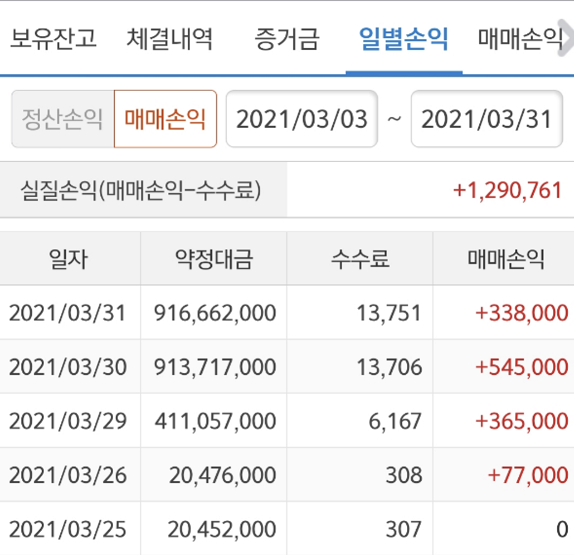 보유잔고 체결내역 증거금 일별손익 매매손익
정산손익 매매손익 2021/03/03 ~ 2021/03/31
실질손익(매매손익-수수료) +1,290,761
일자 약정대금 수수료 매매손익
2021/03/31 916,662,000 13,751 +338,000
2021/03/30 913,717,000 13,706 +545,000
2021/03/29 411,057,000 6,167 +365,000
2021/03/26 20,476,000 308 +77,000
2021/03/25 20,452,000 307 0